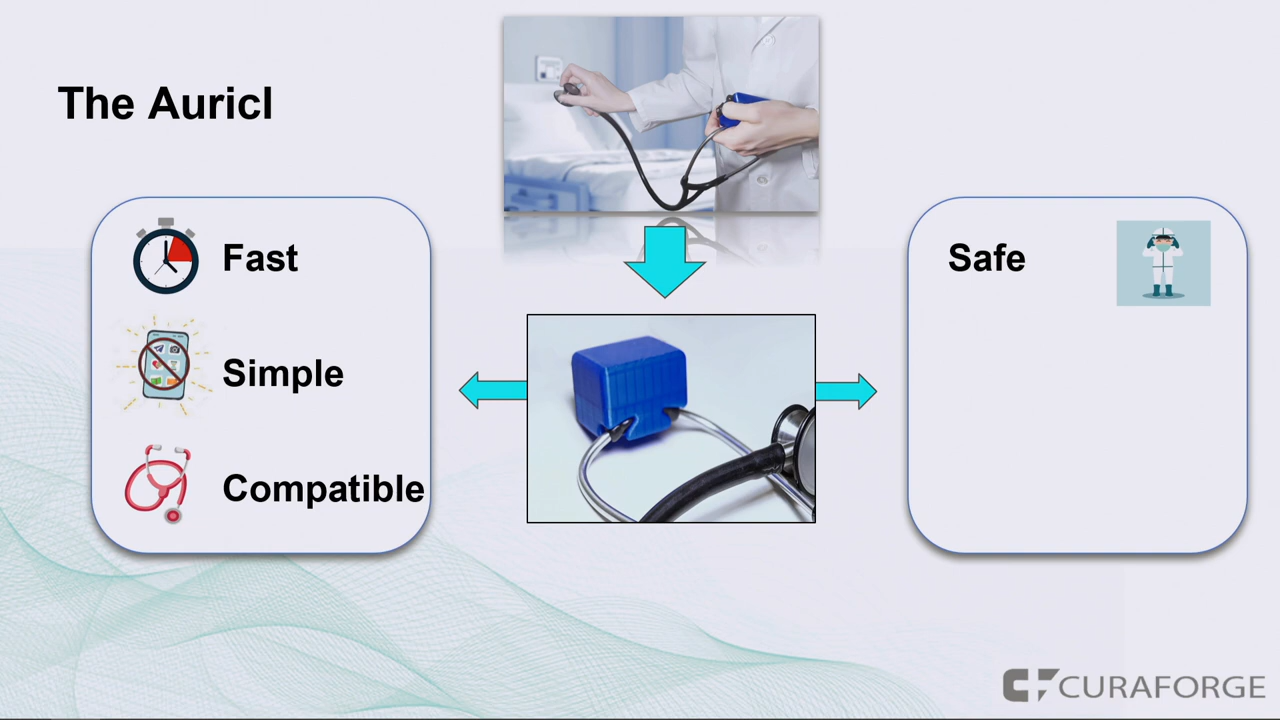 The Auricl
Fast
Simple
Compatible
Safe
CURAFORGE